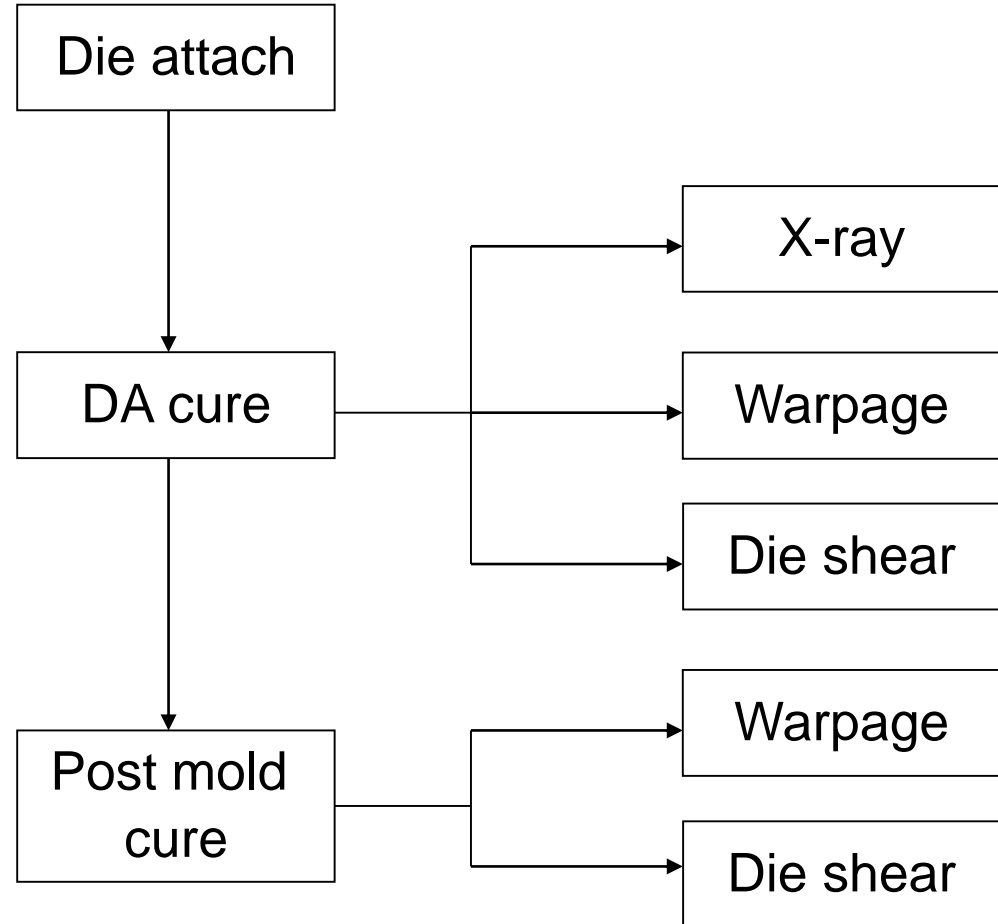 Die attach
X-ray
DA cure
Warpage
Die shear
Warpage
Post mold
cure
Die shear